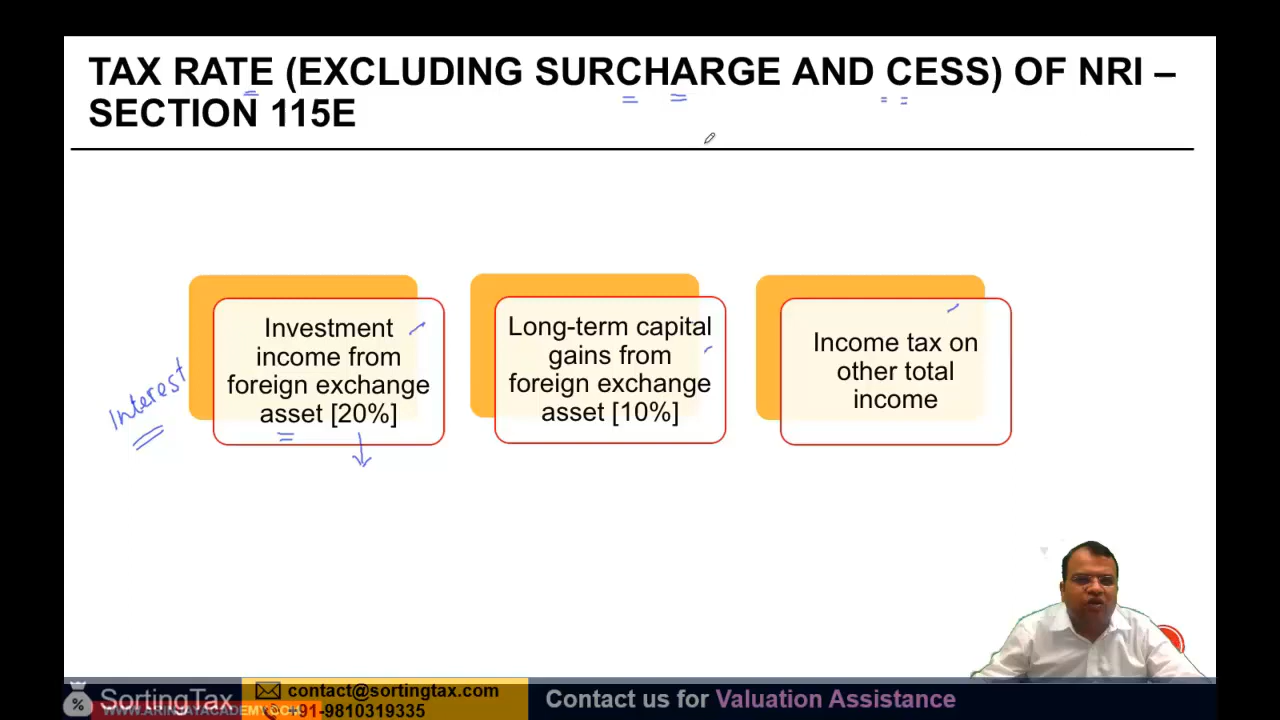 TAX RATE (EXCLUDING SURCHARGE AND CESS) OF NRI –
SECTION 115E
Interest
Investment
income from
foreign exchange
asset [20%]
Long-term capital
gains from
foreign exchange
asset [10%]
Income tax on
other total
income
SortingTax
contact@sortingtax.com
+91-9810319335
Contact us for Valuation Assistance